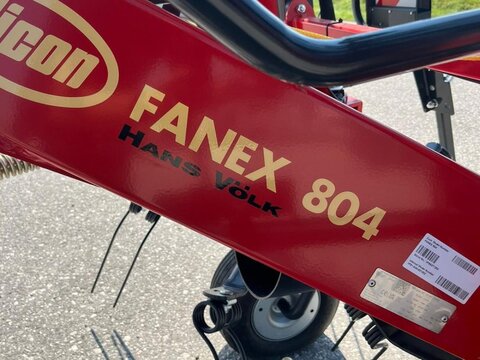 icon
FANEX 804
HANS VÖLK